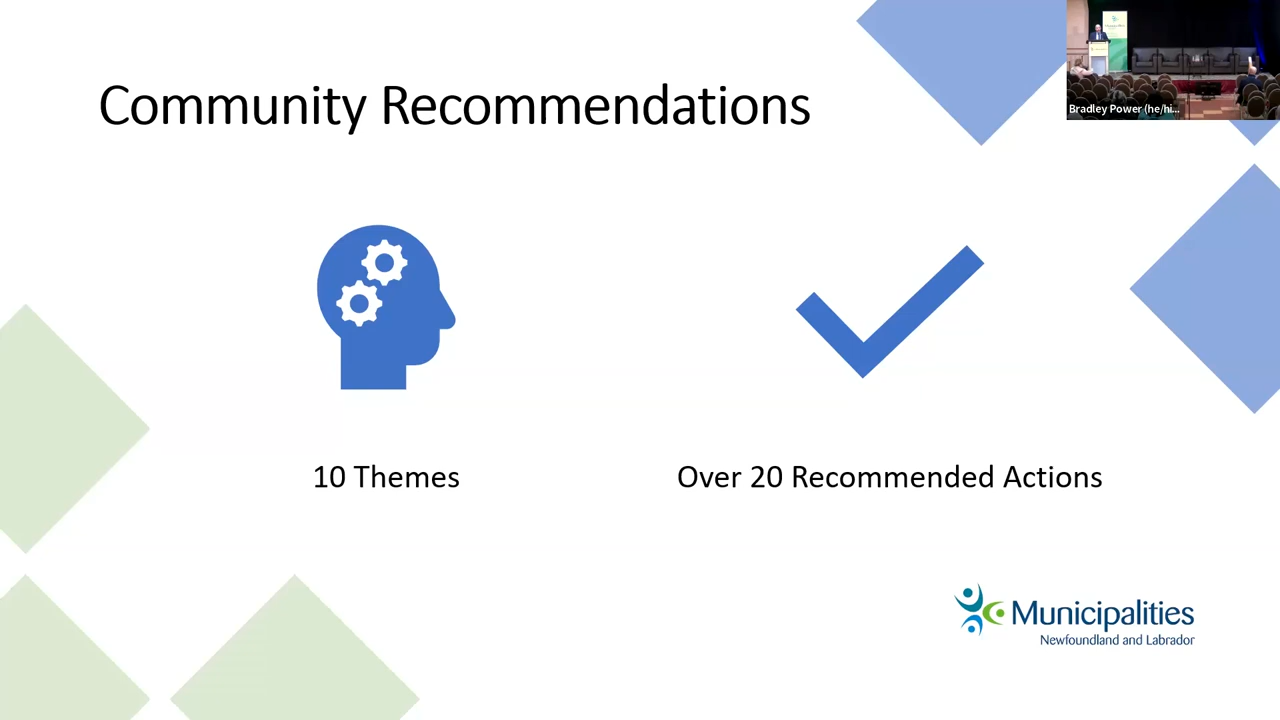 Community Recommendations
Bradley Power (he/hi...
10 Themes
Over 20 Recommended Actions
Municipalities
Newfoundland and Labrador